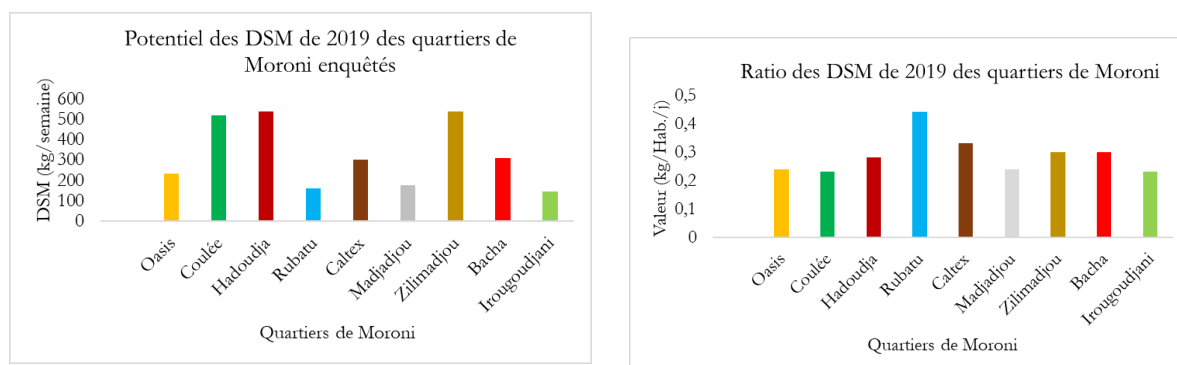 Potentiel des DSM de 2019 des quartiers de
Moroni enquêtés
DSM (kg/semaine)
600
500
400
300
200
100
0
Oasis
Coulée
Hadoudja
Rubatu
Caltex
Madjadjou
Zilimadjou
Bacha
Irougoudjani
Quartiers de Moroni
Ratio des DSM de 2019 des quartiers de Moroni
Valeur (kg/Hab./j)
0,5
0,4
0,3
0,2
0,1
0
Oasis
Coulée
Hadoudja
Rubatu
Caltex
Madjadjou
Zilimadjou
Bacha
Irougoudjani
Quartiers de Moroni